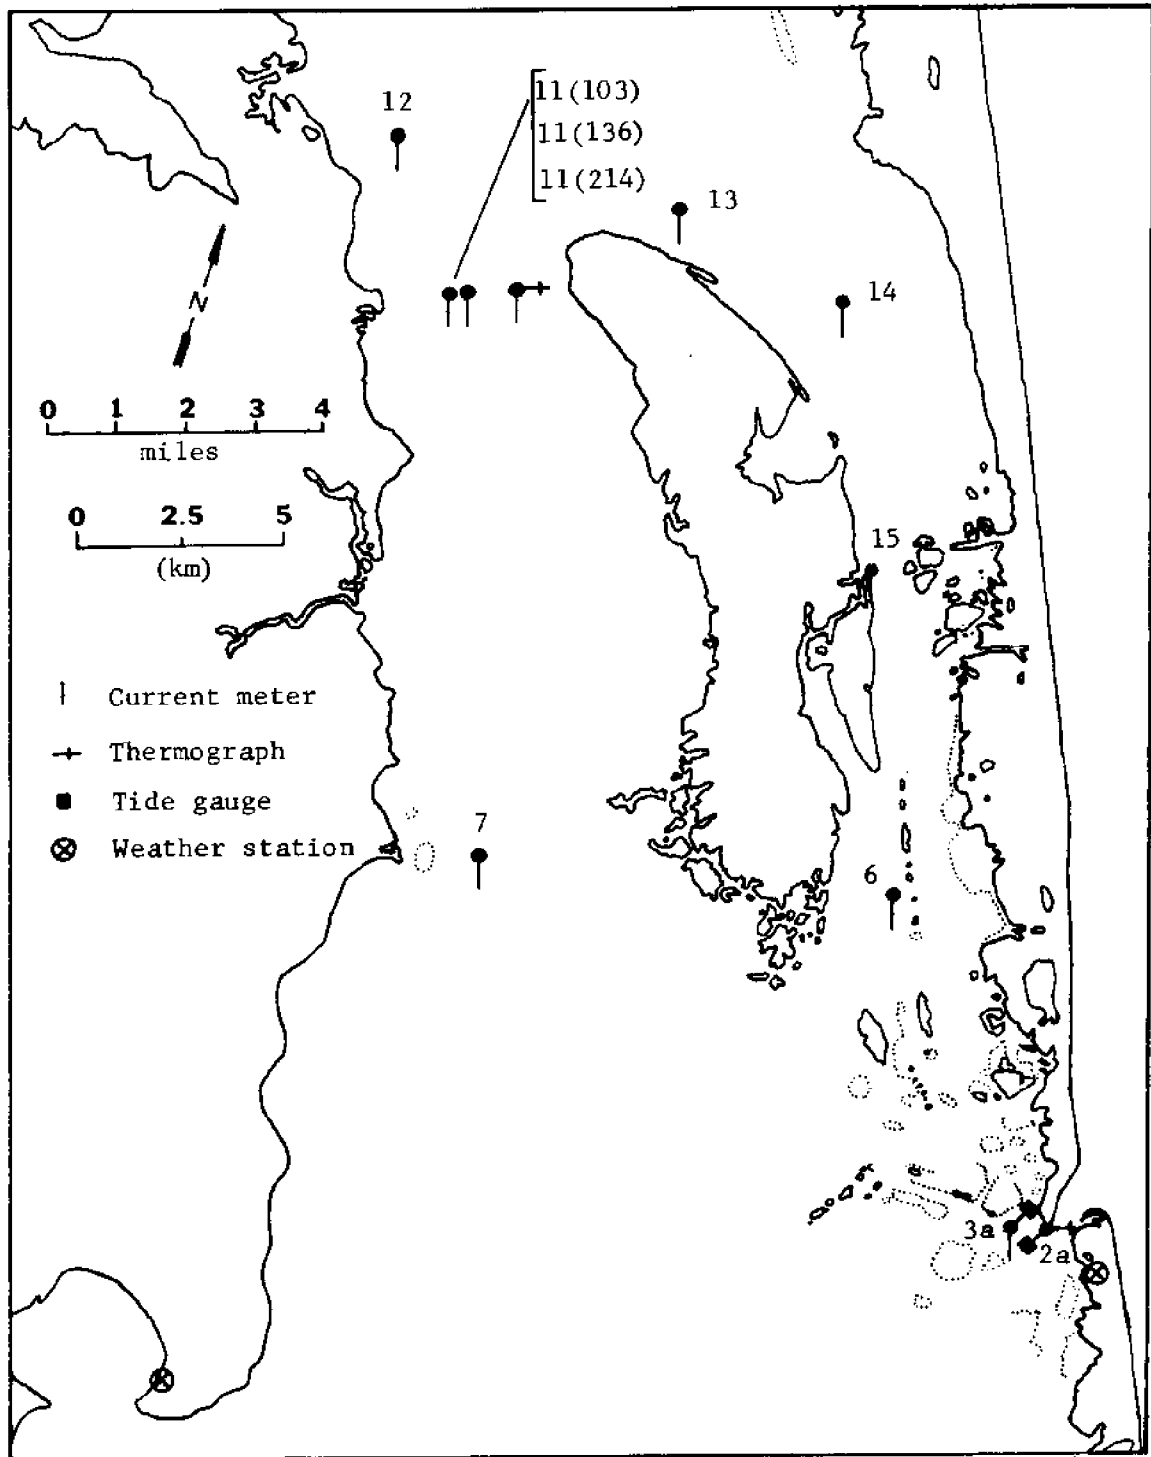 12
11(103)
11(136)
11(214)
13
14
N
0 1 2 3 4
miles
0 2.5 5
(km)
15
Current meter
Thermograph
Tide gauge
Weather station
7
6
3a
2a